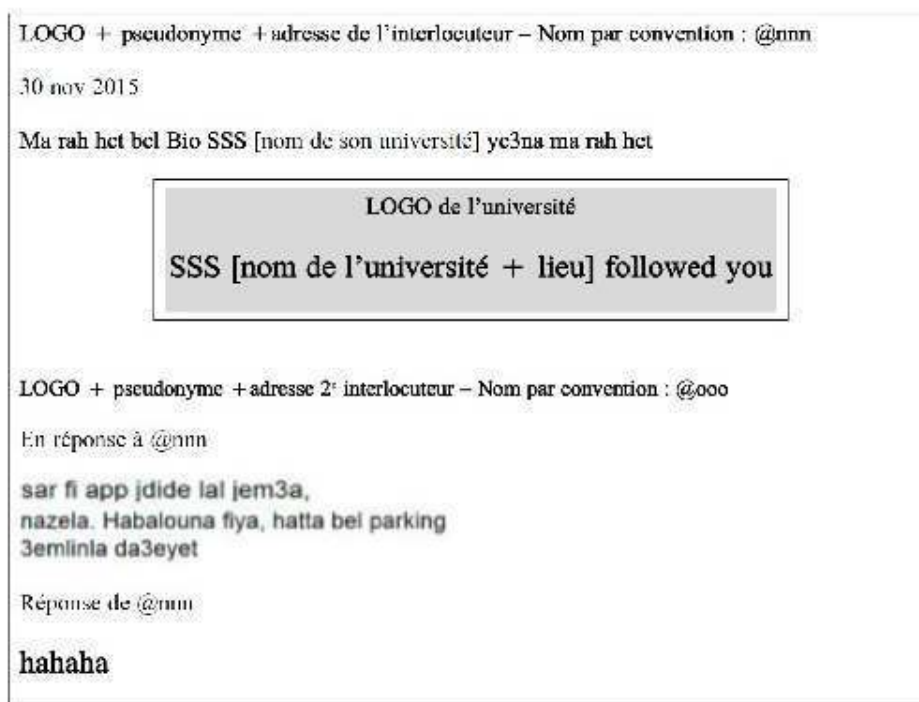 LOGO + pseudonyme + adresse de l'interlocuteur – Nom par convention : @nnn
30 nov 2015
Ma rah het bel Bio SSS [nom de son université] ye3na ma rah het
LOGO de l'université
SSS [nom de l'université + lieu] followed you
LOGO + pseudonyme + adresse 2e interlocuteur – Nom par convention : @ooo
En réponse à @nnn
sar fi app jdide lal jem3a,
nazela. Habalouna fiya, hatta bel parking
3emlinla da3eyet
Réponse de @nnn
hahaha